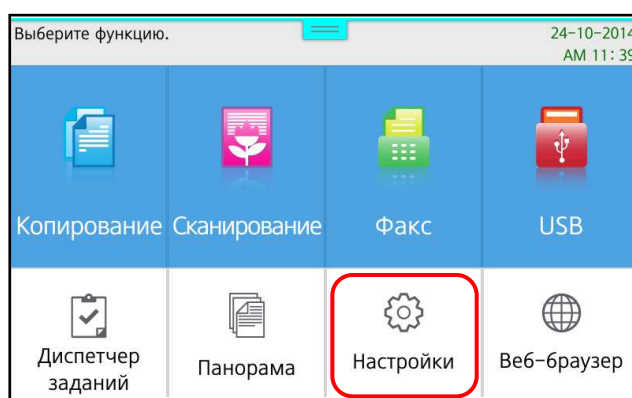 Выберите функцию.
24-10-2014
AM 11:39
Копирование Сканирование Факс USB
Диспетчер заданий
Панорама
Настройки
Веб-браузер